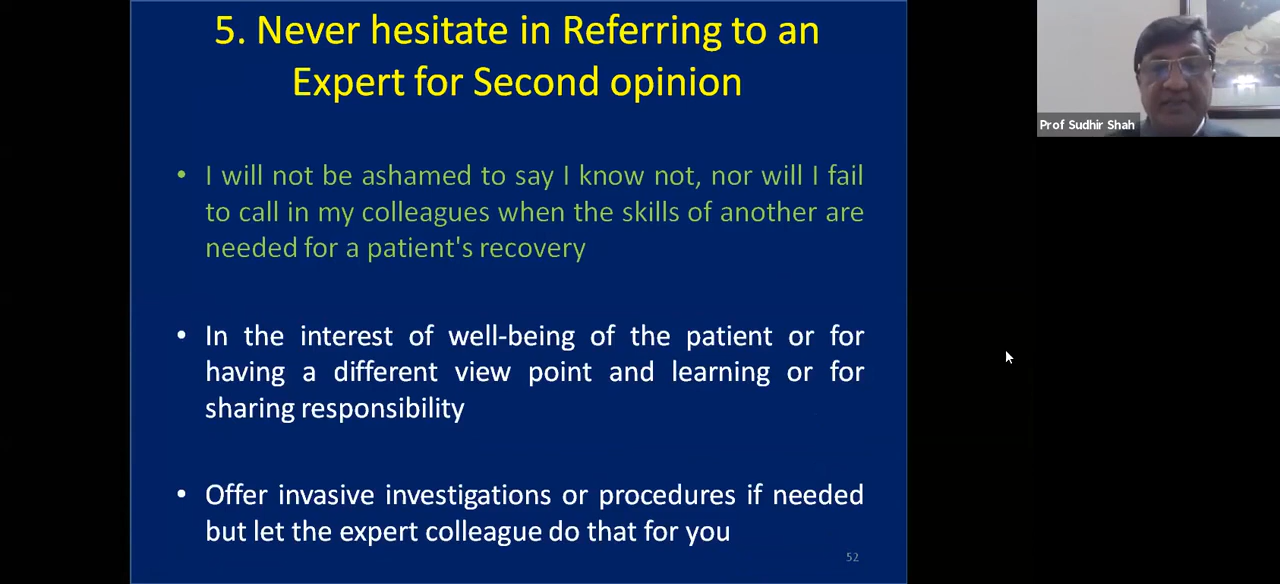 5. Never hesitate in Referring to an
Expert for Second opinion
Prof Sudhir Shah
• I will not be ashamed to say I know not, nor will I fail
to call in my colleagues when the skills of another are
needed for a patient's recovery
• In the interest of well-being of the patient or for
having a different view point and learning or for
sharing responsibility
• Offer invasive investigations or procedures if needed
but let the expert colleague do that for you
52